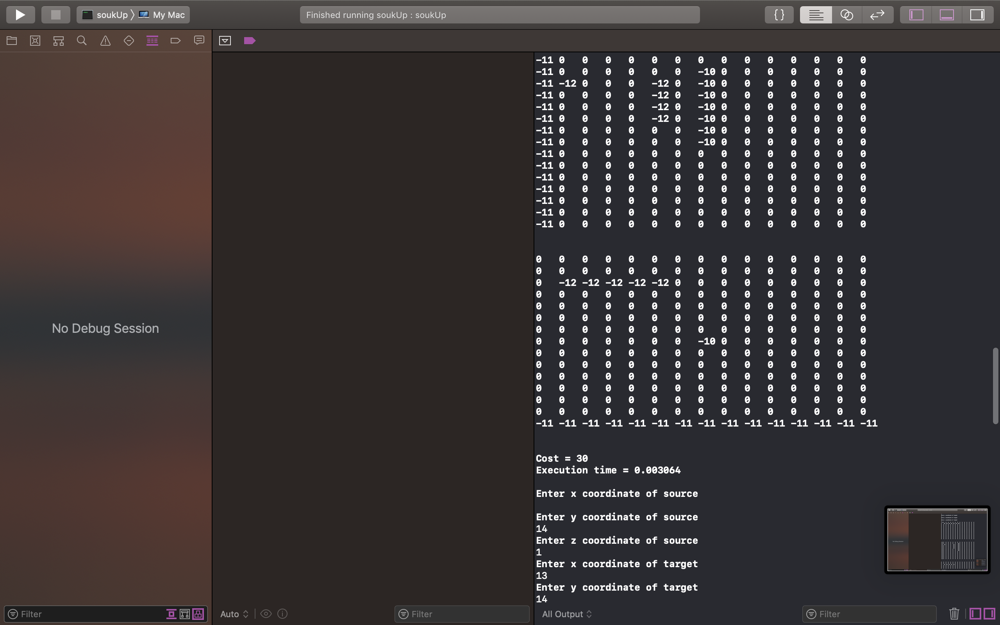 soukUp 〉 My Mac
Finished running soukUp : soukUp
No Debug Session
-11 0 0 0 0 0 0 0 0 0 0 0 0 0 0
-11 0 0 0 0 0 0 -10 0 0 0 0 0 0 0
-11 -12 0 0 0 -12 0 -10 0 0 0 0 0 0 0
-11 0 0 0 0 -12 0 -10 0 0 0 0 0 0 0
-11 0 0 0 0 -12 0 -10 0 0 0 0 0 0 0
-11 0 0 0 0 -12 0 -10 0 0 0 0 0 0 0
-11 0 0 0 0 0 0 -10 0 0 0 0 0 0 0
-11 0 0 0 0 0 0 -10 0 0 0 0 0 0 0
-11 0 0 0 0 0 0 0 0 0 0 0 0 0 0
-11 0 0 0 0 0 0 0 0 0 0 0 0 0 0
-11 0 0 0 0 0 0 0 0 0 0 0 0 0 0
-11 0 0 0 0 0 0 0 0 0 0 0 0 0 0
-11 0 0 0 0 0 0 0 0 0 0 0 0 0 0
-11 0 0 0 0 0 0 0 0 0 0 0 0 0 0
-11 0 0 0 0 0 0 0 0 0 0 0 0 0 0
0 0 0 0 0 0 0 0 0 0 0 0 0 0 0
0 0 0 0 0 0 0 0 0 0 0 0 0 0 0
0 -12 -12 -12 -12 -12 0 0 0 0 0 0 0 0 0
0 0 0 0 0 0 0 0 0 0 0 0 0 0 0
0 0 0 0 0 0 0 0 0 0 0 0 0 0 0
0 0 0 0 0 0 0 0 0 0 0 0 0 0 0
0 0 0 0 0 0 0 0 0 0 0 0 0 0 0
0 0 0 0 0 0 0 -10 0 0 0 0 0 0 0
0 0 0 0 0 0 0 0 0 0 0 0 0 0 0
0 0 0 0 0 0 0 0 0 0 0 0 0 0 0
0 0 0 0 0 0 0 0 0 0 0 0 0 0 0
0 0 0 0 0 0 0 0 0 0 0 0 0 0 0
0 0 0 0 0 0 0 0 0 0 0 0 0 0 0
0 0 0 0 0 0 0 0 0 0 0 0 0 0 0
-11 -11 -11 -11 -11 -11 -11 -11 -11 -11 -11 -11 -11 -11 -11
Cost = 30
Execution time = 0.003064
Enter x coordinate of source
Enter y coordinate of source
14
Enter z coordinate of source
1
Enter x coordinate of target
13
Enter y coordinate of target
14
Filter
Auto
Filter
All Output
Filter